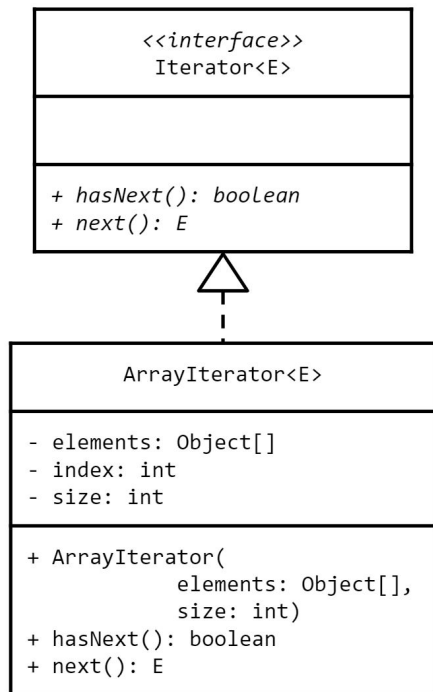 <<interface>>
Iterator<E>
+ hasNext(): boolean
+ next(): E
ArrayIterator<E>
- elements: Object[]
- index: int
- size: int
+ ArrayIterator(
elements: Object[],
size: int)
+ hasNext(): boolean
+ next(): E